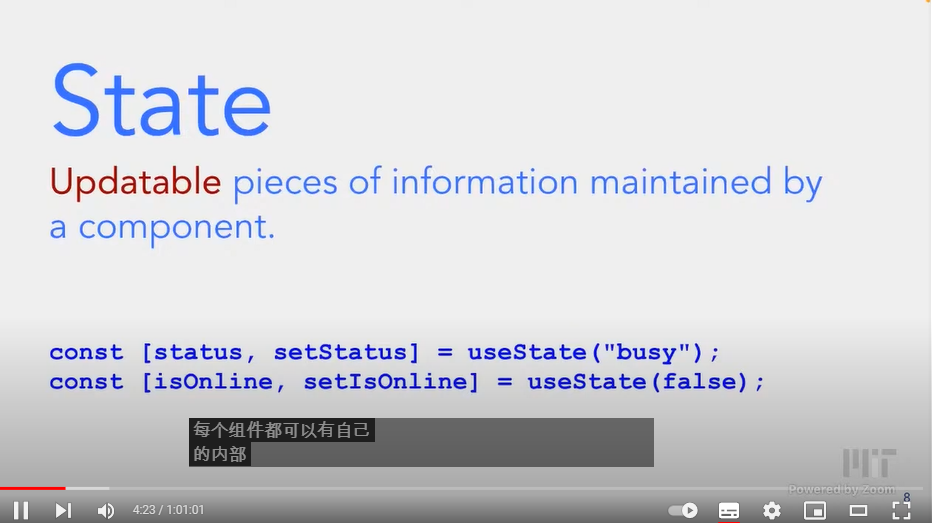 State
Updatable pieces of information maintained by
a component.
const [status, setStatus] = useState("busy");
const [isOnline, setIsOnline] = useState(false);
每个组件都可以有自己
的内部
MIT
Powered by Zoom
8
4:23 / 1:01:01